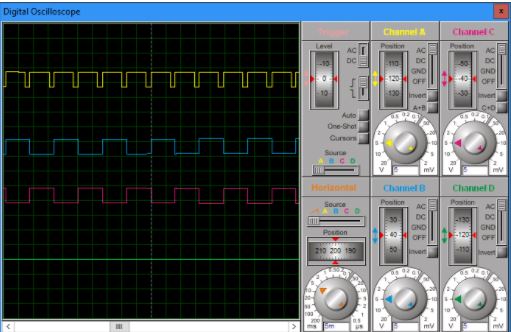 Digital Oscilloscope
x
Trigger
Level
AC
DC
-10
0
10
Auto
One-Shot
Cursors
Source
A B C D
Channel A
Position
AC
DC
GND
OFF
Invert
A+B
-110
-120
-130
V 5 mV
Channel C
Position
AC
DC
GND
OFF
Invert
C+D
-50
-40
-30
V 5 mV
Horizontal
Source
A B C D
Position
210 200 190
ms 5m µs
Channel B
Position
AC
DC
GND
OFF
Invert
30
40
50
V 5 mV
Channel D
Position
AC
DC
GND
OFF
Invert
-130
-120
-110
V 5 mV